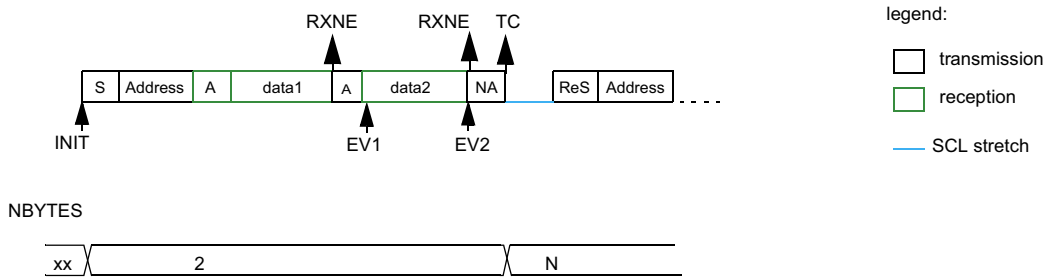 legend:
RXNE RXNE TC
transmission
S Address A data1 A data2 NA ReS Address
reception
INIT EV1 EV2
SCL stretch
NBYTES
xx 2 N